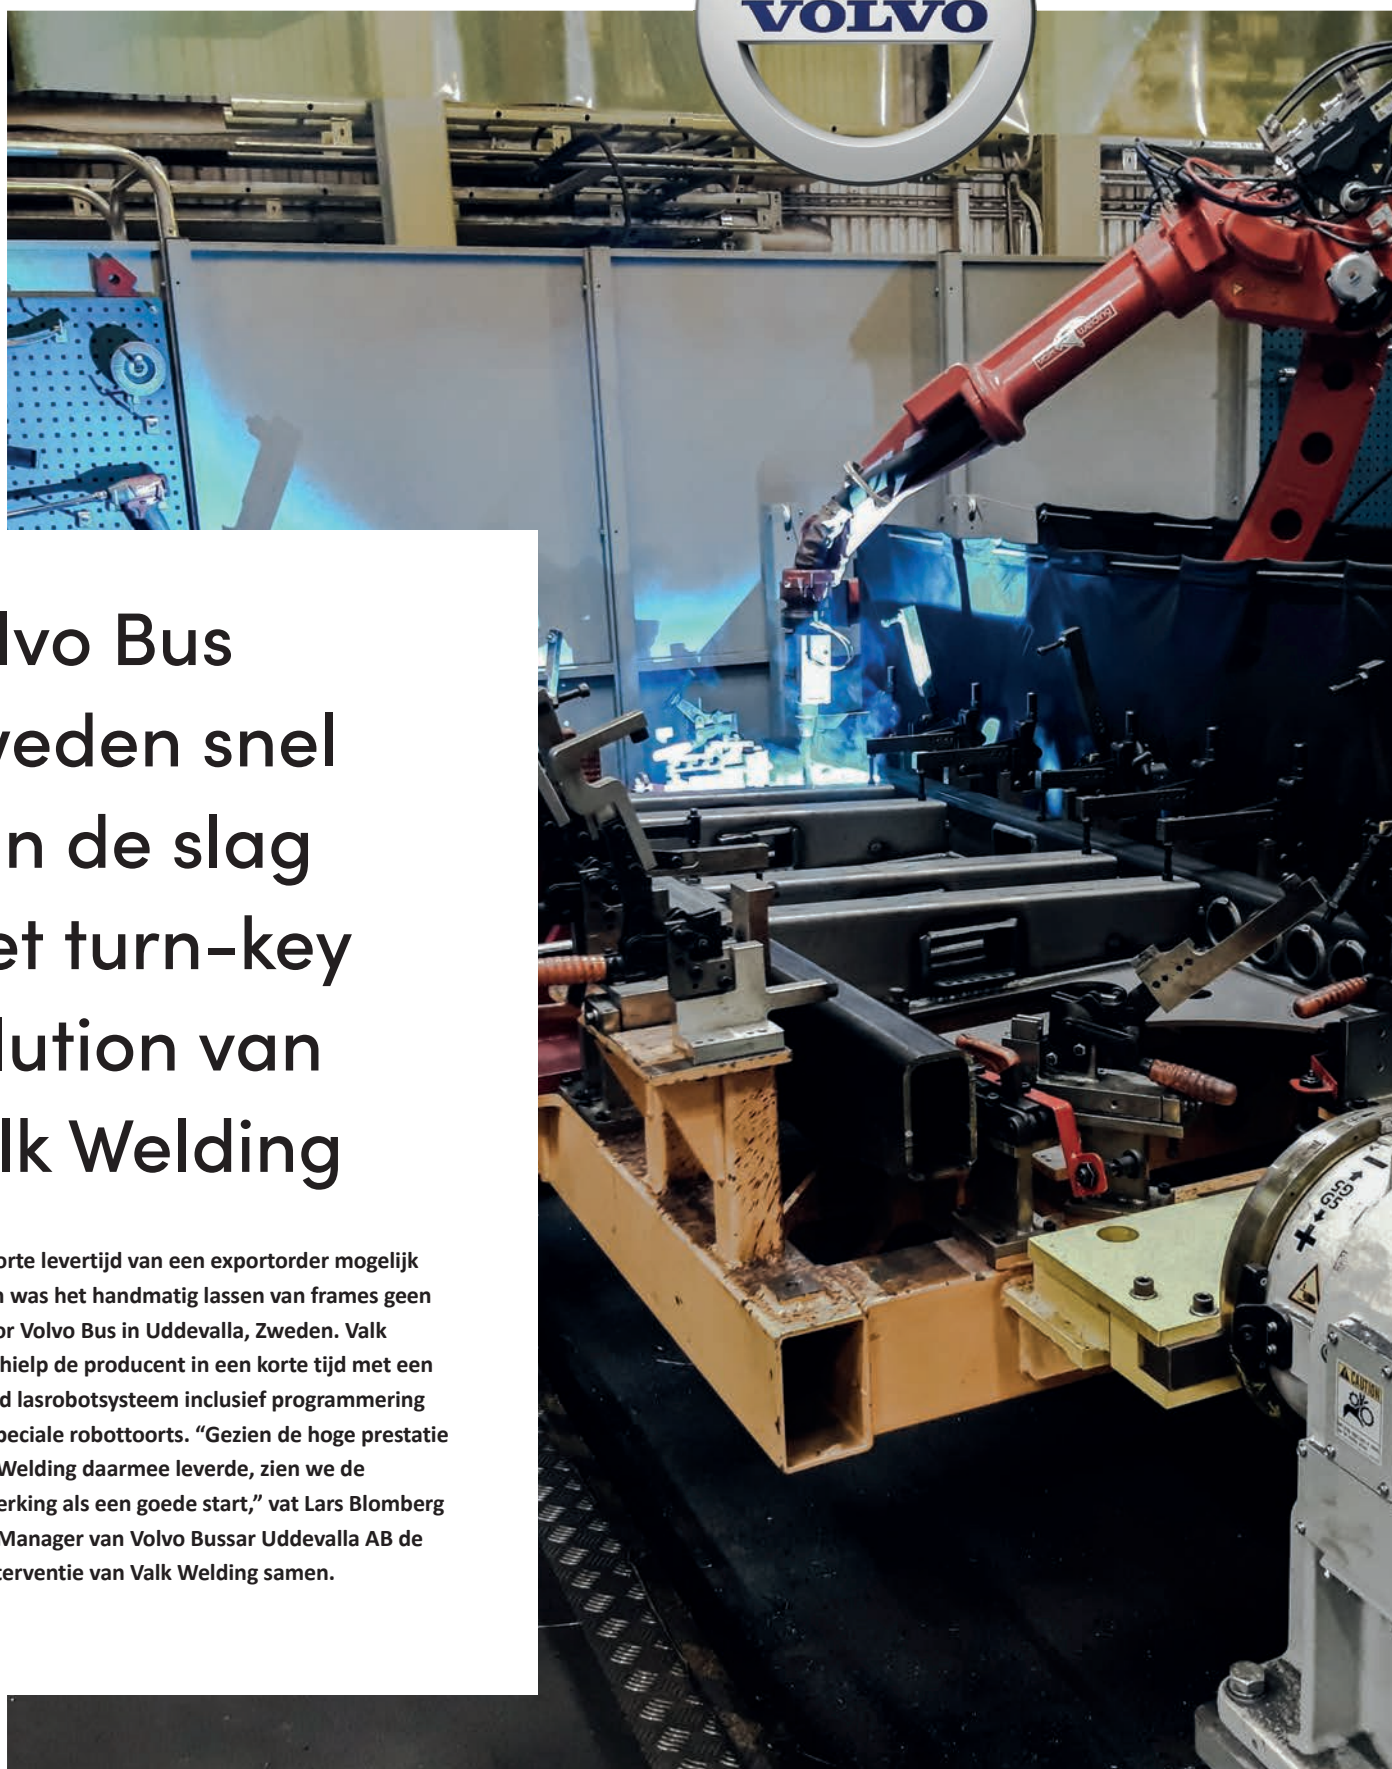 VOLVO
valk welding
lvo Bus
veden snel
n de slag
et turn-key
lution van
lk Welding
orte levertijd van een exportorder mogelijk
n was het handmatig lassen van frames geen
or Volvo Bus in Uddevalla, Zweden. Valk
hielp de producent in een korte tijd met een
d lasrobotsysteem inclusief programmering
peciale robottoorts. “Gezien de hoge prestatie
Welding daarmee leverde, zien we de
erking als een goede start,” vat Lars Blomberg
Manager van Volvo Bussar Uddevalla AB de
terventie van Valk Welding samen.
G5
CAUTION